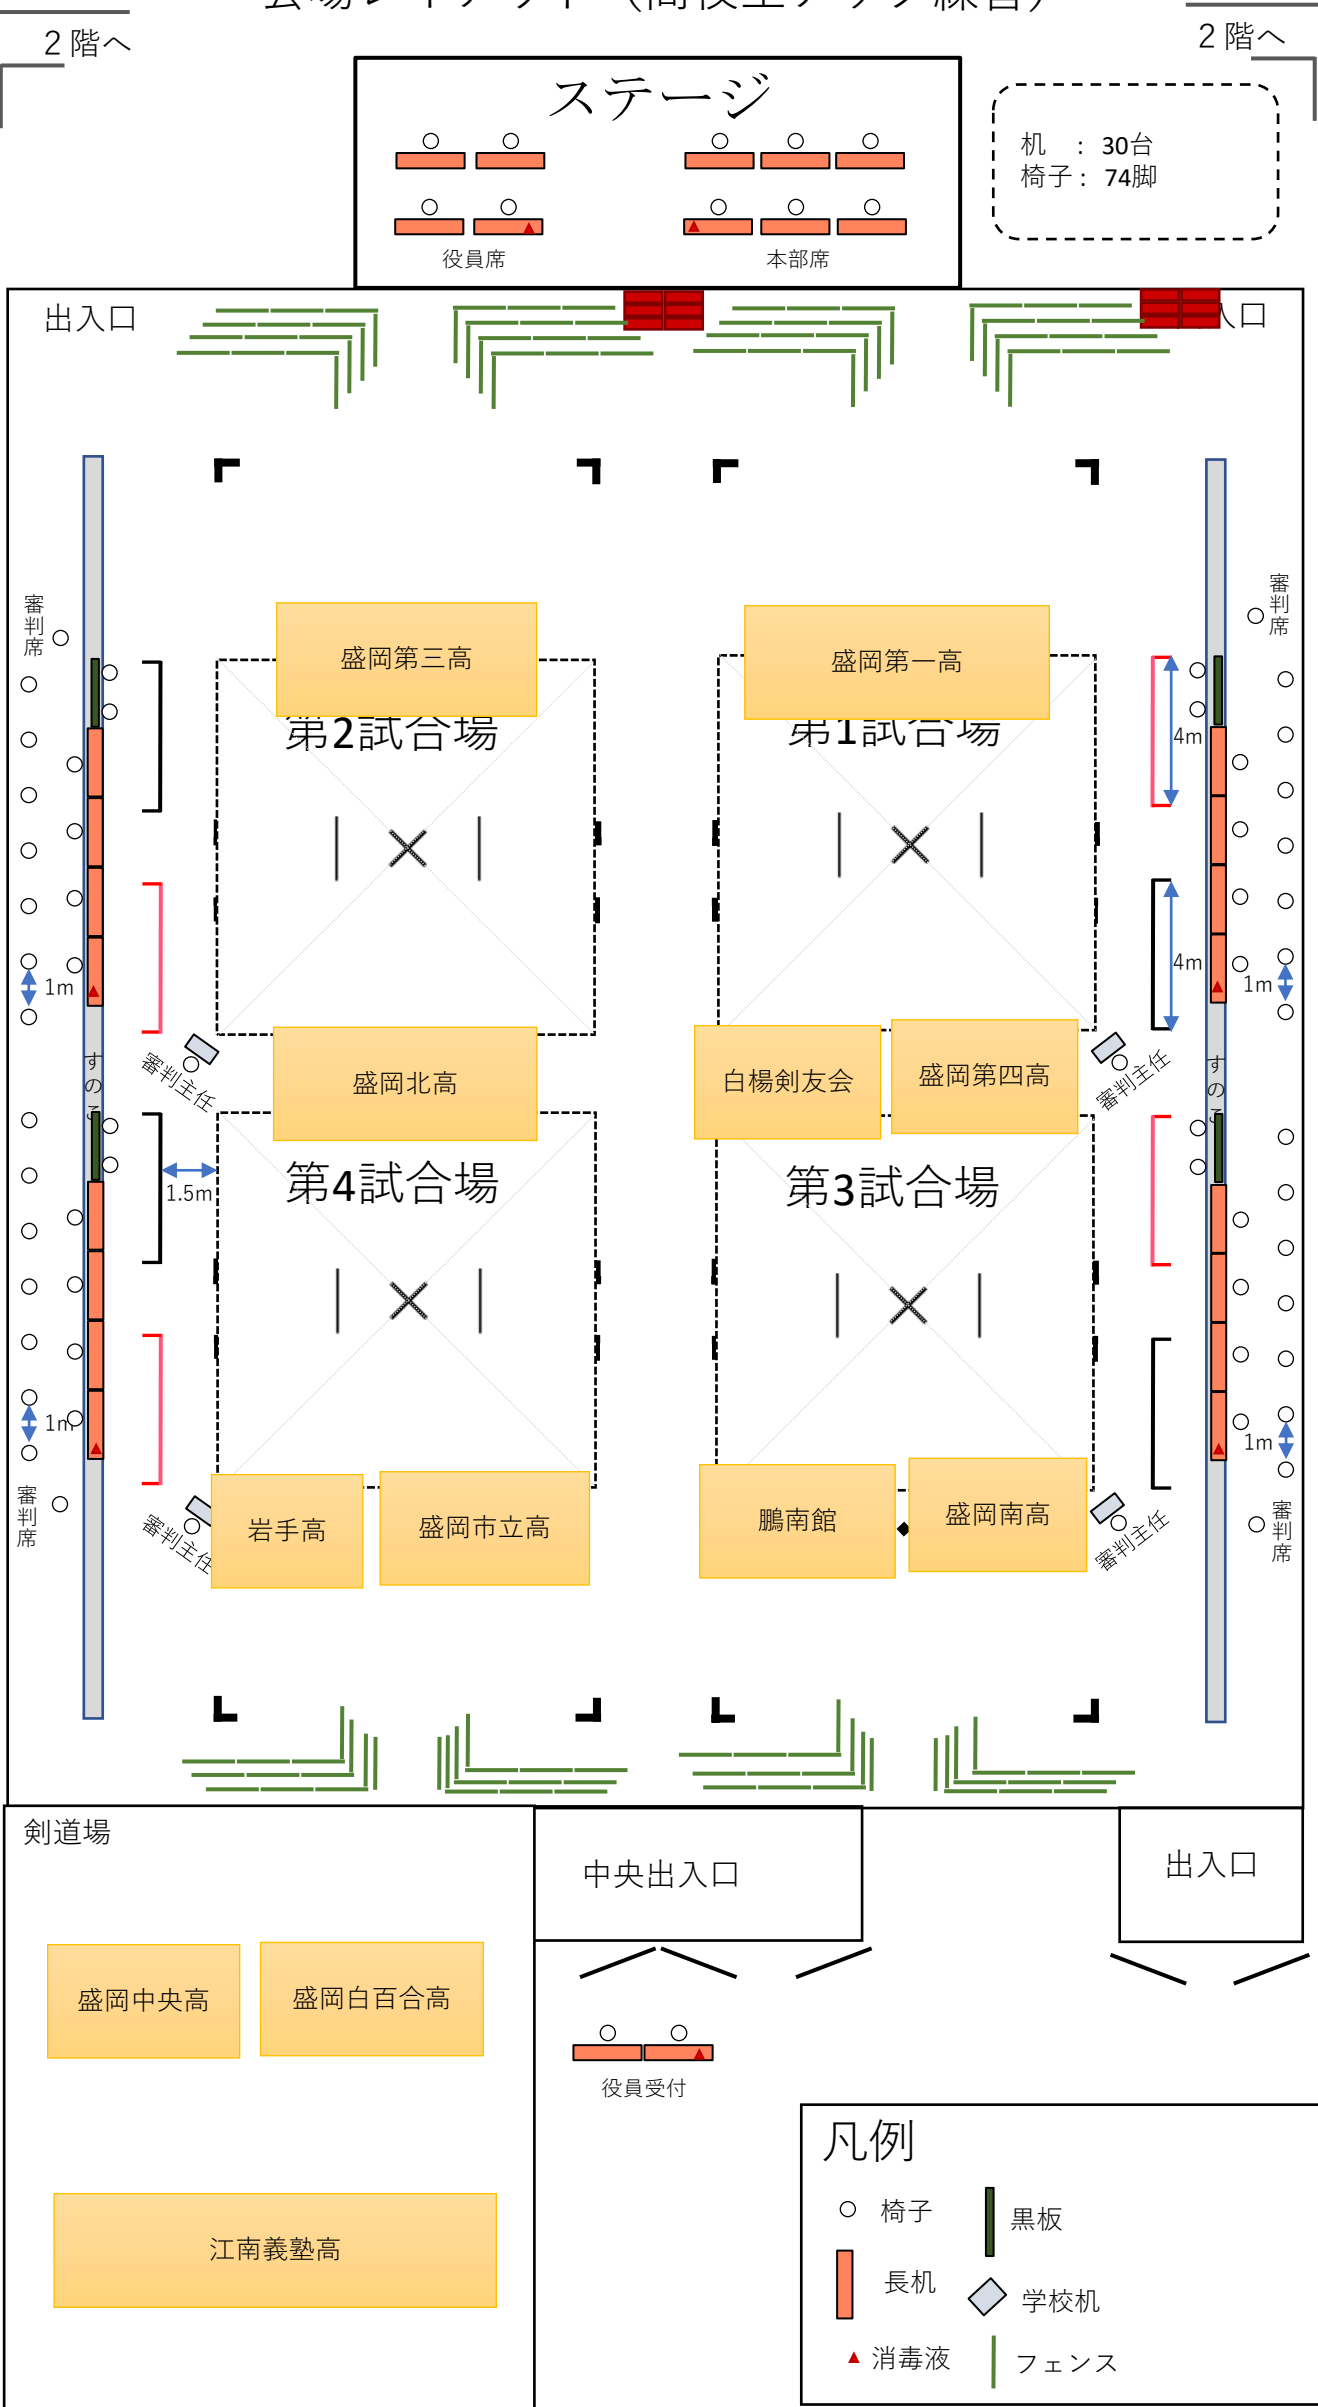 2階へ
2階へ
ステージ
机 : 30台
椅子 : 74脚
役員席
本部席
出入口
入口
審判席
審判席
盛岡第三高
盛岡第一高
第2試合場
第1試合場
4m
4m
1m
1m
すのこ
すのこ
審判主任
審判主任
盛岡北高
白楊剣友会
盛岡第四高
1.5m
第4試合場
第3試合場
1m
1m
審判席
審判席
審判主任
審判主任
岩手高
盛岡市立高
鵬南館
盛岡南高
剣道場
中央出入口
出入口
盛岡中央高
盛岡白百合高
役員受付
江南義塾高
凡例
椅子
黒板
長机
学校机
消毒液
フェンス